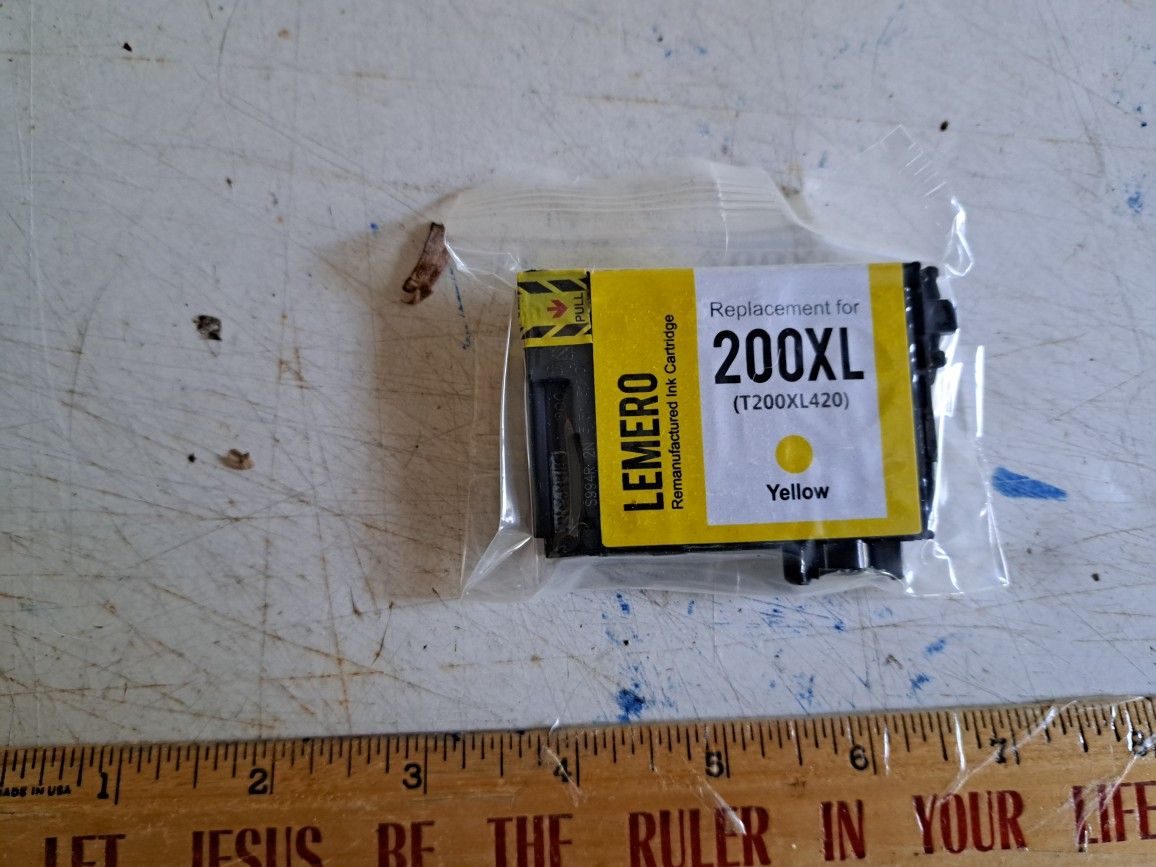 PULL
LEMERO
Remanufactured Ink Cartridge
Replacement for
200XL
(T200XL420)
Yellow
1 2 3 4 5 6 7 8
MADE IN USA
LET JESUS BE THE RULER IN YOUR LIFE